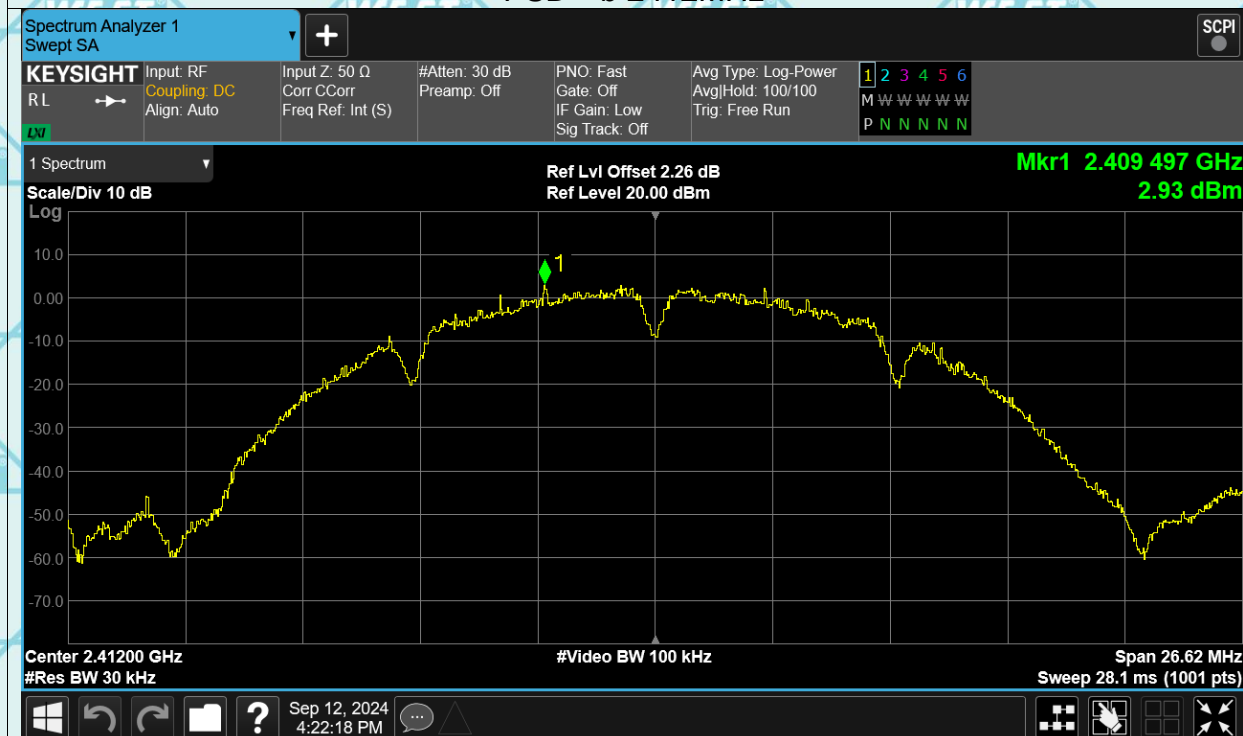 Spectrum Analyzer 1
Swept SA
SCPI
KEYSIGHT
RL
LXI
Input: RF
Coupling: DC
Align: Auto
Input Z: 50 Ω
Corr CCorr
Freq Ref: Int (S)
#Atten: 30 dB
Preamp: Off
PNO: Fast
Gate: Off
IF Gain: Low
Sig Track: Off
Avg Type: Log-Power
Avg|Hold: 100/100
Trig: Free Run
1 2 3 4 5 6
M W W W W W
P N N N N N
1 Spectrum
Scale/Div 10 dB
Log
Ref Lvl Offset 2.26 dB
Ref Level 20.00 dBm
Mkr1 2.409 497 GHz
2.93 dBm
1
10.0
0.00
-10.0
-20.0
-30.0
-40.0
-50.0
-60.0
-70.0
Center 2.41200 GHz
#Video BW 100 kHz
Span 26.62 MHz
#Res BW 30 kHz
Sweep 28.1 ms (1001 pts)
?
Sep 12, 2024
4:22:18 PM